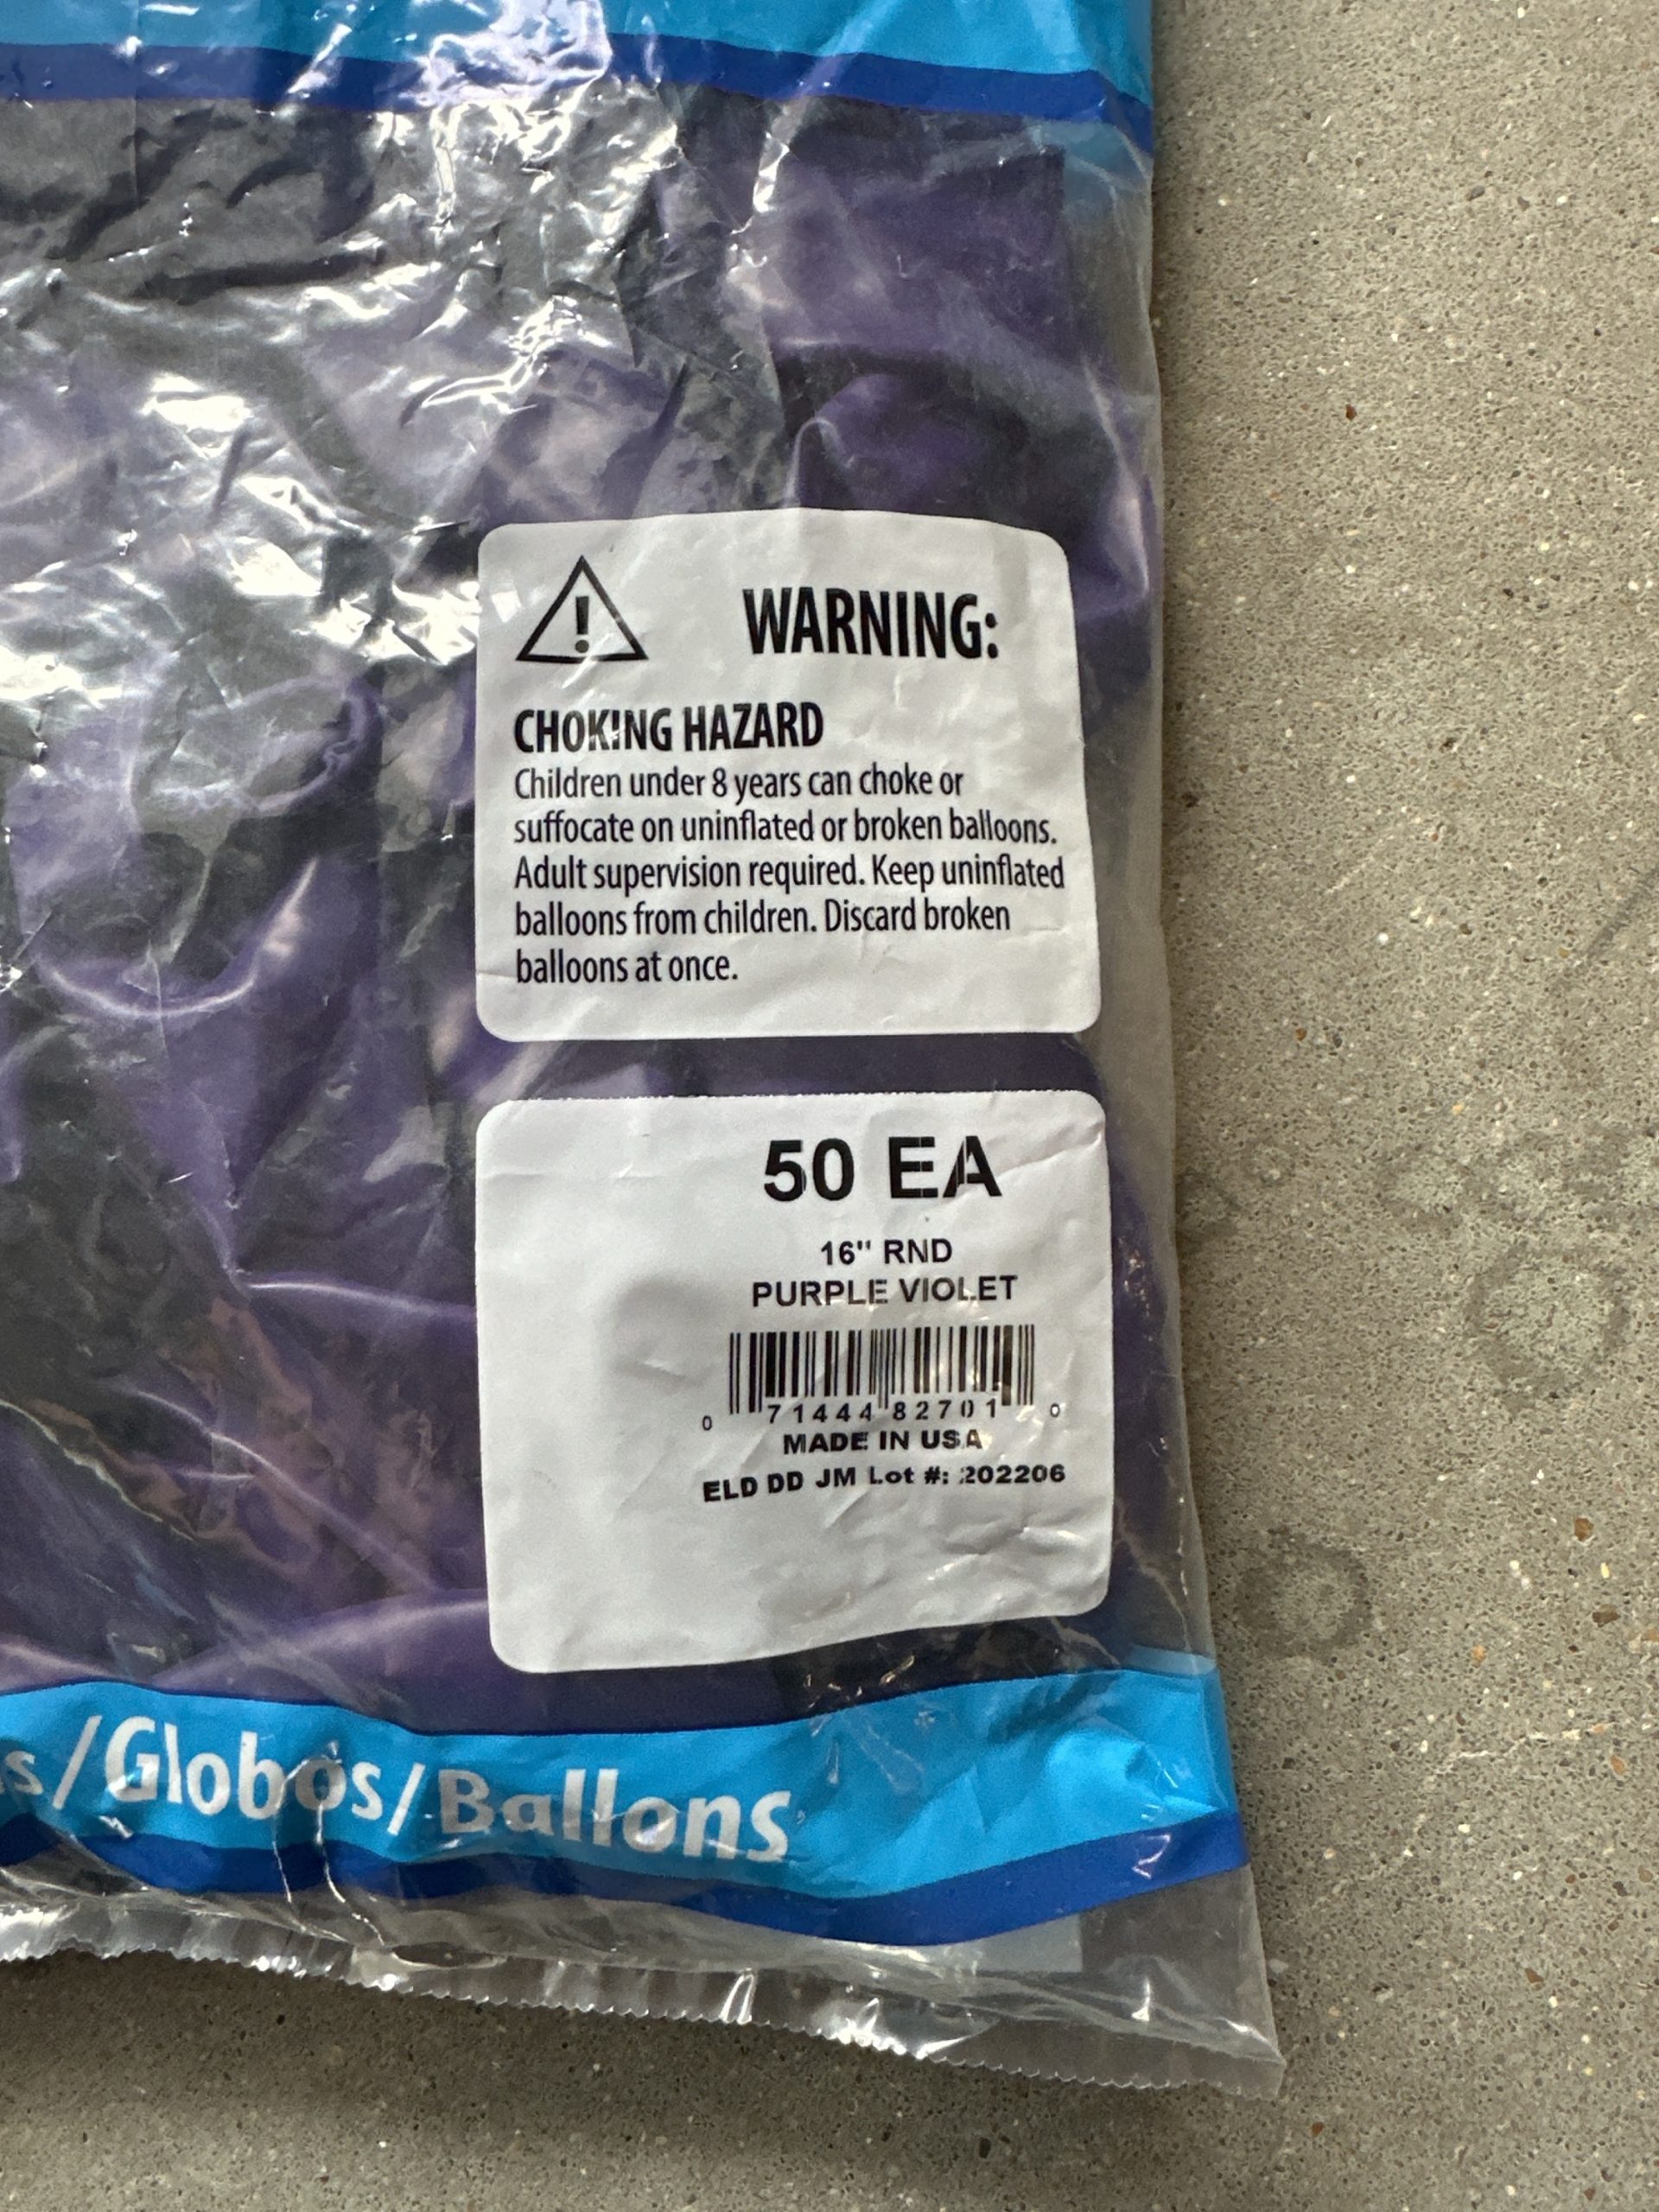 WARNING:
CHOKING HAZARD
Children under 8 years can choke or
suffocate on uninflated or broken balloons.
Adult supervision required. Keep uninflated
balloons from children. Discard broken
balloons at once.
50 EA
16" RND
PURPLE VIOLET
0 71444 82701 0
MADE IN USA
ELD DD JM Lot #: 202206
/Globos/Ballons